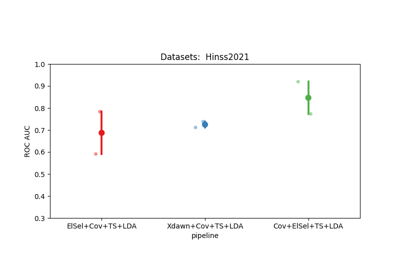 Datasets:  Hinss2021
1.0
0.9
0.8
0.7
0.6
0.5
0.4
0.3
ROC AUC
ElSel+Cov+TS+LDA
Xdawn+Cov+TS+LDA
Cov+ElSel+TS+LDA
pipeline